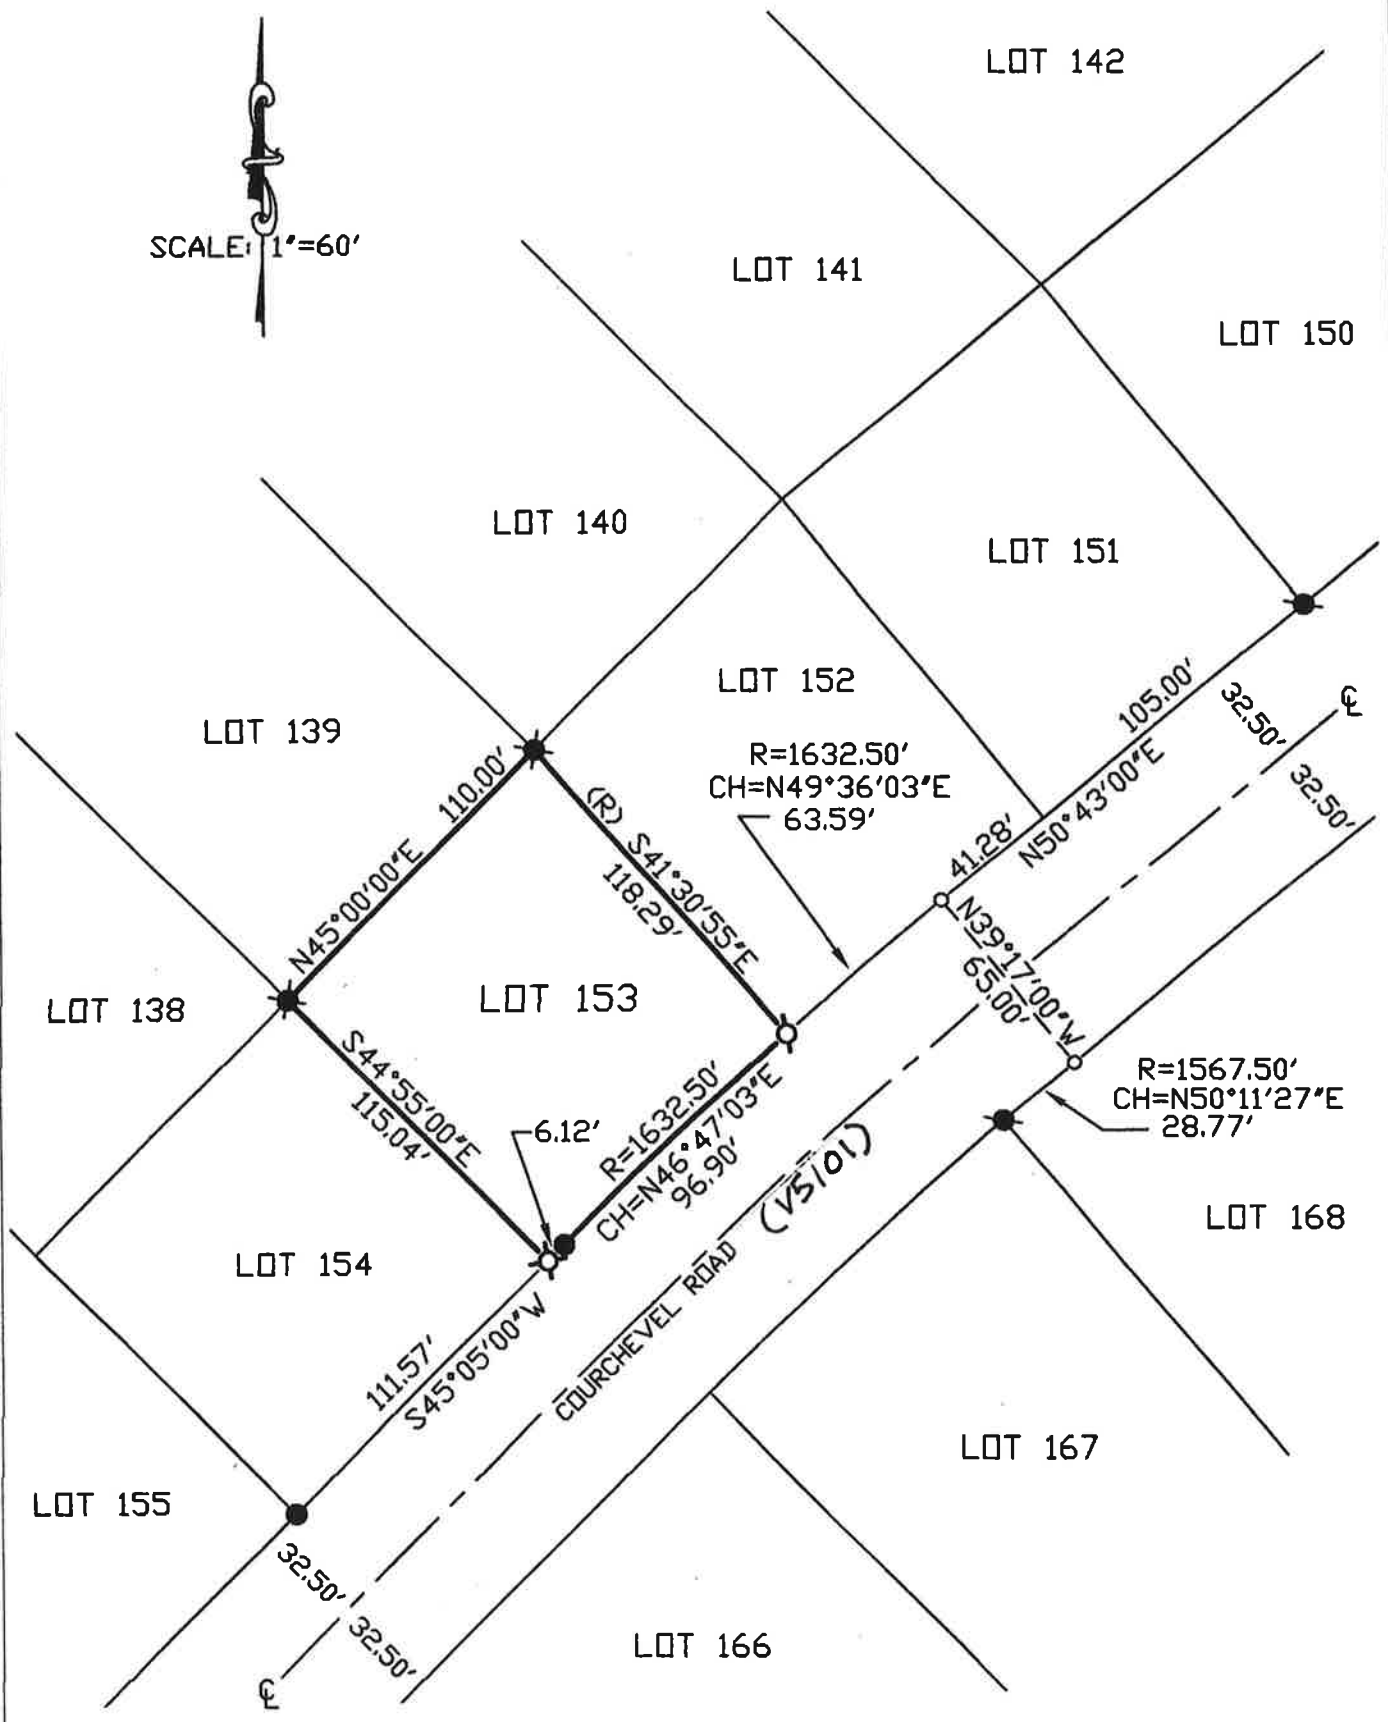 LOT 142
SCALE: 1"=60'
LOT 141
LOT 150
LOT 140
LOT 151
LOT 152
LOT 139
105.00'
32.50'
℄
R=1632.50'
CH=N49°36'03"E
63.59'
N50°43'00"E
32.50'
110.00'
N45°00'00"E
(R) S41°30'55"E
118.29'
41.28'
N39°17'00"W
65.00'
LOT 138
LOT 153
S44°55'00"E
115.04'
6.12'
R=1632.50'
CH=N46°47'03"E
96.90'
R=1567.50'
CH=N50°11'27"E
28.77'
(VS101)
LOT 168
LOT 154
COURCHEVEL ROAD
111.57'
S45°05'00"W
LOT 167
LOT 155
32.50'
32.50'
LOT 166
℄